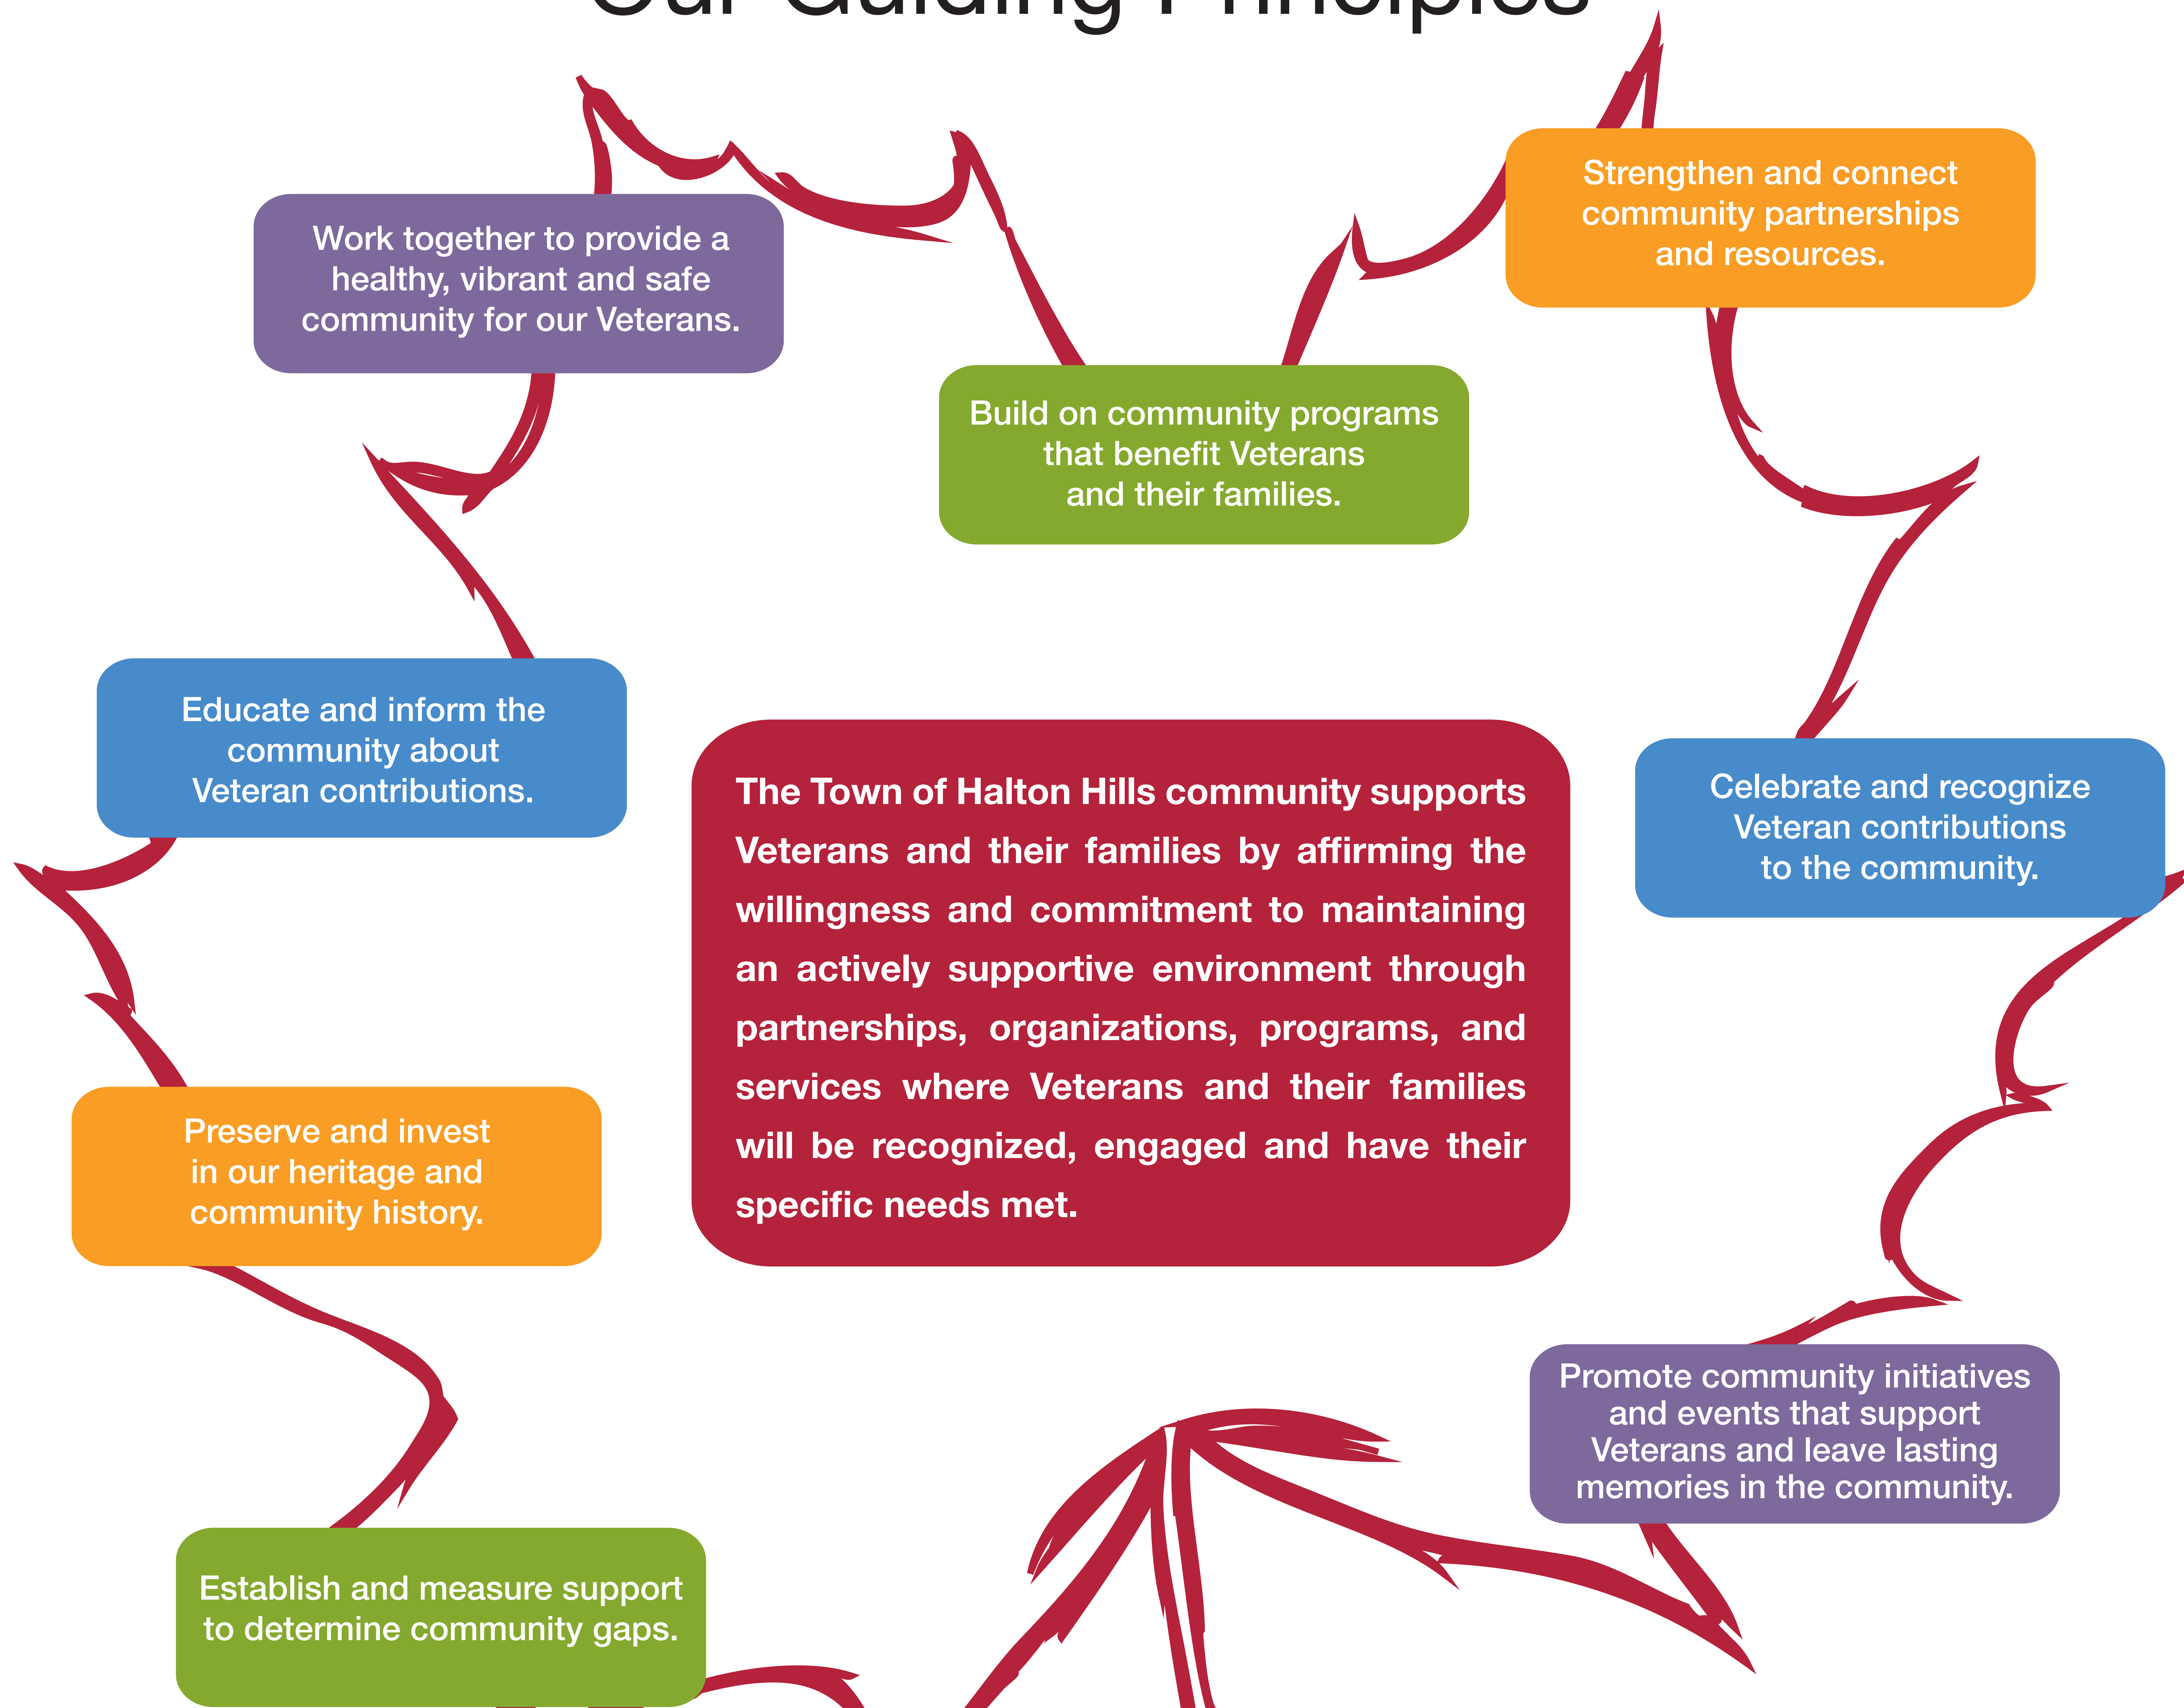 Our Guiding Principles
Work together to provide a
healthy, vibrant and safe
community for our Veterans.
Strengthen and connect
community partnerships
and resources.
Build on community programs
that benefit Veterans
and their families.
Educate and inform the
community about
Veteran contributions.
The Town of Halton Hills community supports
Veterans and their families by affirming the
willingness and commitment to maintaining
an actively supportive environment through
partnerships, organizations, programs, and
services where Veterans and their families
will be recognized, engaged and have their
specific needs met.
Celebrate and recognize
Veteran contributions
to the community.
Preserve and invest
in our heritage and
community history.
Promote community initiatives
and events that support
Veterans and leave lasting
memories in the community.
Establish and measure support
to determine community gaps.